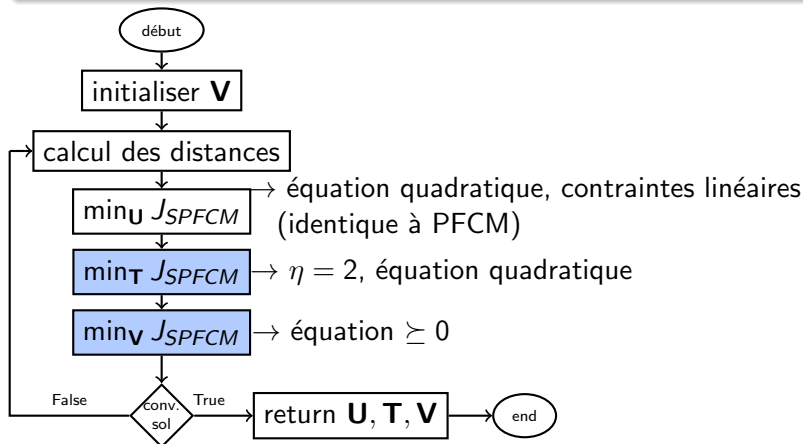 début
initialiser V
calcul des distances
min_U J_SPFCM → équation quadratique, contraintes linéaires
(identique à PFCM)
min_T J_SPFCM → η = 2, équation quadratique
min_V J_SPFCM → équation ⪰ 0
False conv. True
sol
return U, T, V
end